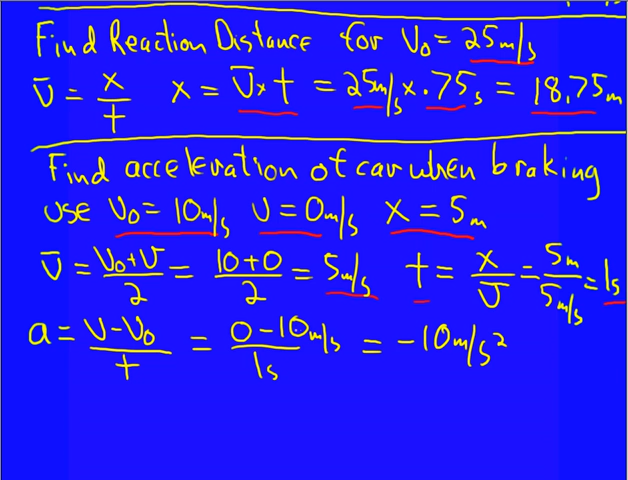 Find Reaction Distance for V₀ = 25m/s
V̄ = x/t x = V̄ x t = 25m/s x .75s = 18.75m
Find acceleration of car when braking
use V₀ = 10m/s V = 0m/s x = 5m
V̄ = V₀+V/2 = 10+0/2 = 5m/s t = x/V̄ = 5m/5m/s = 1s
a = V-V₀/t = 0-10m/s/1s = -10m/s²